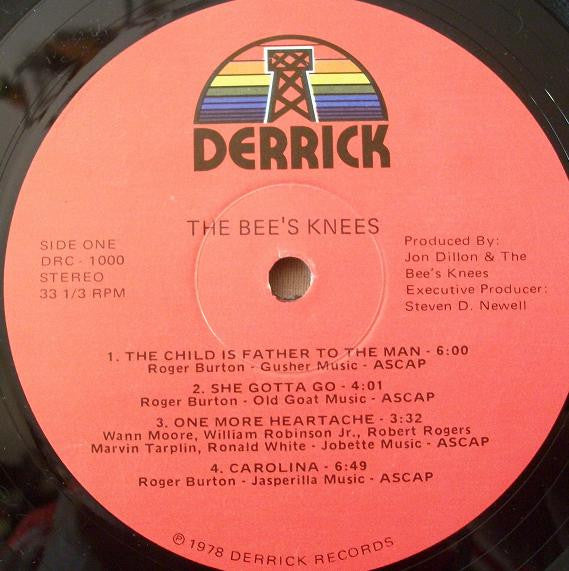 DERRICK
THE BEE'S KNEES
SIDE ONE
DRC - 1000
STEREO
33 1/3 RPM
Produced By:
Jon Dillon & The
Bee's Knees
Executive Producer:
Steven D. Newell
1. THE CHILD IS FATHER TO THE MAN - 6:00
Roger Burton - Gusher Music - ASCAP
2. SHE GOTTA GO - 4:01
Roger Burton - Old Goat Music - ASCAP
3. ONE MORE HEARTACHE - 3:32
Wann Moore, William Robinson Jr., Robert Rogers
Marvin Tarplin, Ronald White - Jobette Music - ASCAP
4. CAROLINA - 6:49
Roger Burton - Jasperilla Music - ASCAP
℗ 1978 DERRICK RECORDS